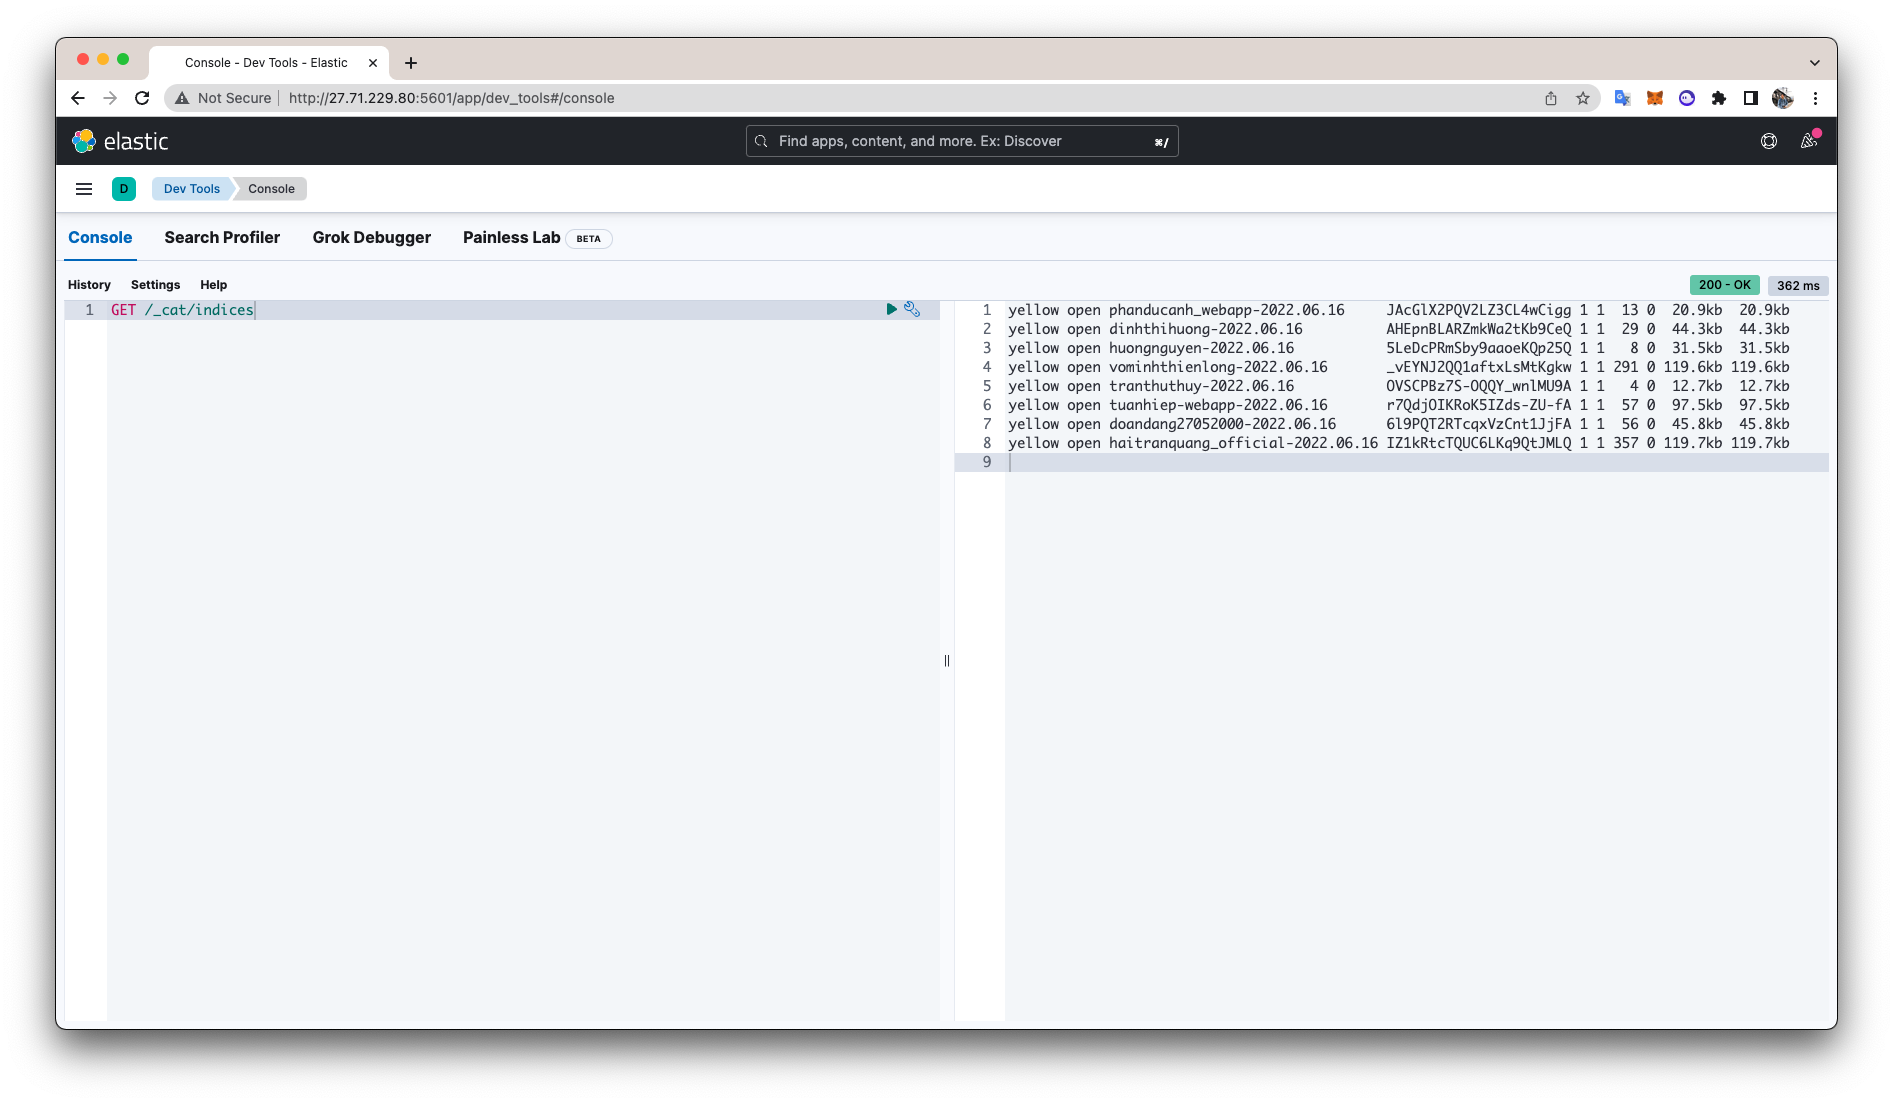 Console - Dev Tools - Elastic
Not Secure http://27.71.229.80:5601/app/dev_tools#/console
elastic
Find apps, content, and more. Ex: Discover ⌘/
D Dev Tools Console
Console Search Profiler Grok Debugger Painless Lab BETA
History Settings Help 200 - OK 362 ms
1 GET /_cat/indices
1 yellow open phanducanh_webapp-2022.06.16 JAcGlX2PQV2LZ3CL4wCigg 1 1 13 0 20.9kb 20.9kb
2 yellow open dinhthihuong-2022.06.16 AHEpnBLARZmkWa2tKb9CeQ 1 1 29 0 44.3kb 44.3kb
3 yellow open huongnguyen-2022.06.16 5LeDcPRmSby9aaoeKQp25Q 1 1 8 0 31.5kb 31.5kb
4 yellow open vominhthienlong-2022.06.16 _vEYNJ2QQ1aftxLsMtKgkw 1 1 291 0 119.6kb 119.6kb
5 yellow open tranthuthuy-2022.06.16 OVSCPBz7S-OQQY_wnlMU9A 1 1 4 0 12.7kb 12.7kb
6 yellow open tuanhiep-webapp-2022.06.16 r7QdjOIKRoK5IZds-ZU-fA 1 1 57 0 97.5kb 97.5kb
7 yellow open doandang27052000-2022.06.16 6l9PQT2RTcqxVzCnt1JjFA 1 1 56 0 45.8kb 45.8kb
8 yellow open haitranquang_official-2022.06.16 IZ1kRtcTQUC6LKq9QtJMLQ 1 1 357 0 119.7kb 119.7kb
9